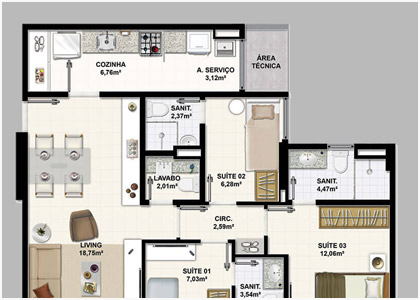 COZINHA
6,76m²
A. SERVIÇO
3,12m²
ÁREA
TÉCNICA
SANIT.
2,37m²
LAVABO
2,01m²
SUÍTE 02
6,28m²
SANIT.
4,47m²
CIRC.
2,59m²
LIVING
18,75m²
SUÍTE 03
12,06m²
SUÍTE 01
7,03m²
SANIT.
3,54m²